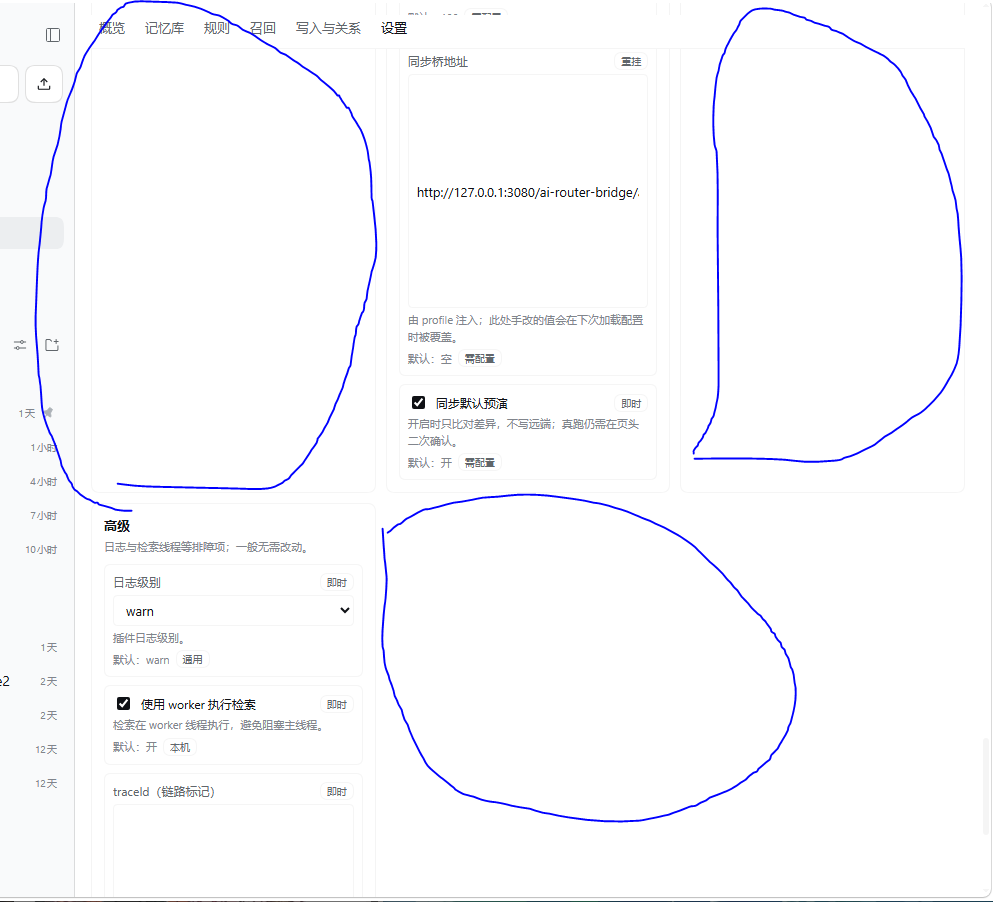 概览 记忆库 规则 召回 写入与关系 设置
同步桥地址 重挂
http://127.0.0.1:3080/ai-router-bridge/
由 profile 注入；此处手改的值会在下次加载配置
时被覆盖。
默认：空 需配置
同步默认预演 即时
开启时只比对差异，不写远端；真跑仍需在页头
二次确认。
默认：开 需配置
1天
1小时
4小时
7小时
10小时
1天
e2 2天
2天
12天
12天
高级
日志与检索线程等排障项；一般无需改动。
日志级别 即时
warn
插件日志级别。
默认：warn 通用
使用 worker 执行检索 即时
检索在 worker 线程执行，避免阻塞主线程。
默认：开 本机
traceId（链路标记） 即时